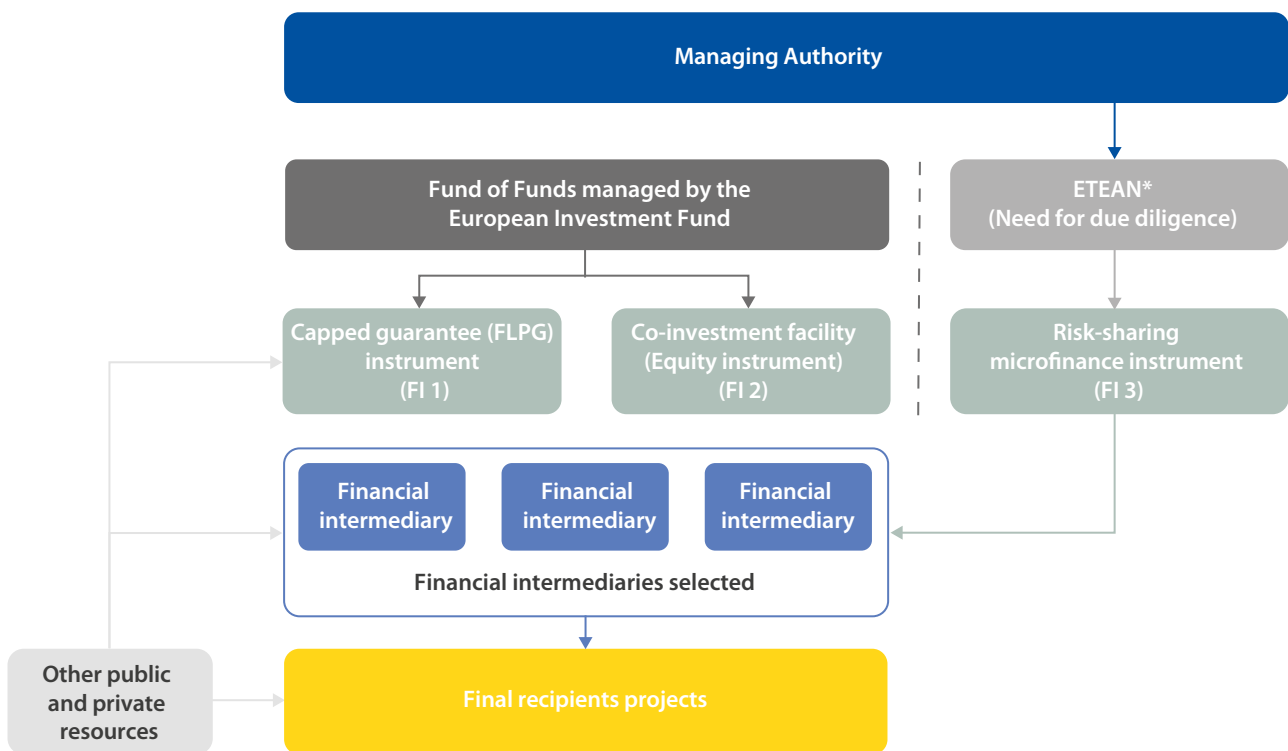 Managing Authority
Fund of Funds managed by the
European Investment Fund
ETEAN*
(Need for due diligence)
Capped guarantee (FLPG)
instrument
(FI 1)
Co-investment facility
(Equity instrument)
(FI 2)
Risk-sharing
microfinance instrument
(FI 3)
Financial
intermediary
Financial
intermediary
Financial
intermediary
Financial intermediaries selected
Other public
and private
resources
Final recipients projects